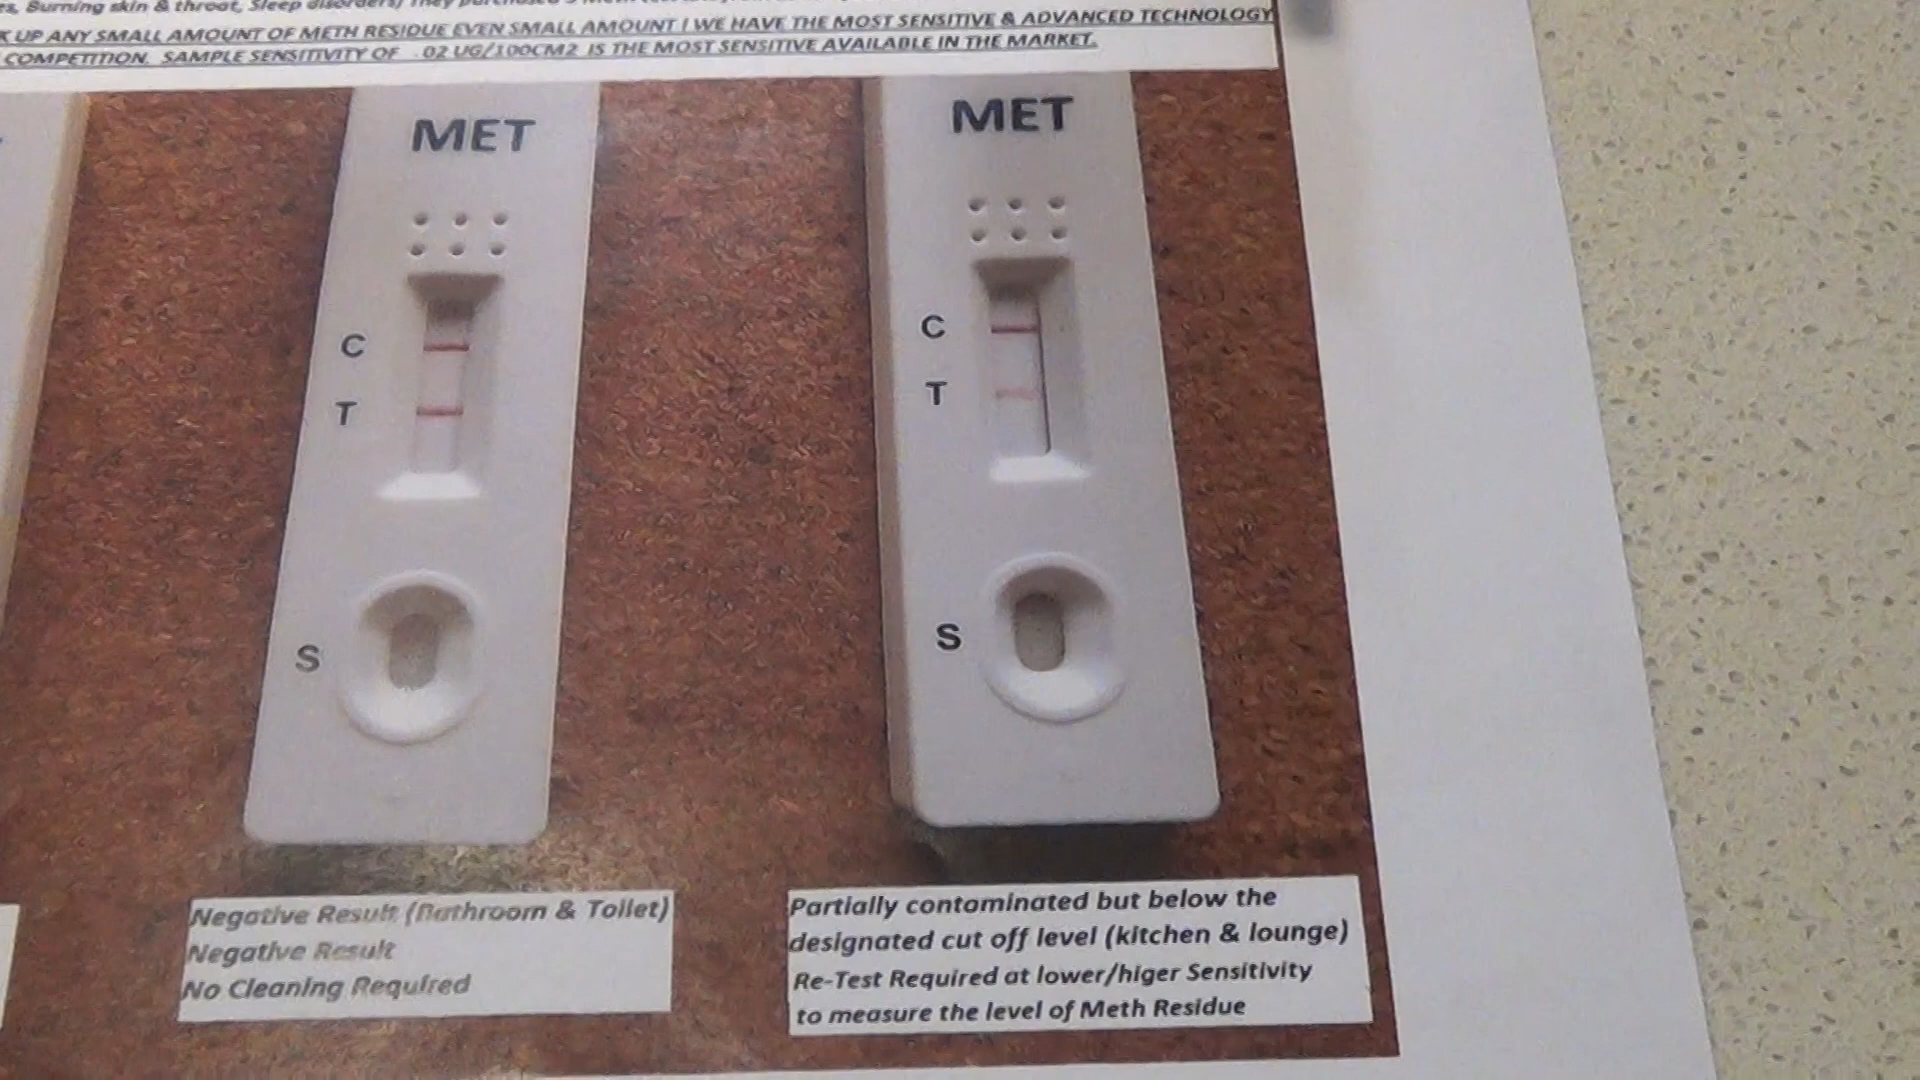 Burning skin & throat, Sleep disorders) They purchased
UP ANY SMALL AMOUNT OF METH RESIDUE EVEN SMALL AMOUNT ! WE HAVE THE MOST SENSITIVE & ADVANCED TECHNOLOGY
COMPETITION. SAMPLE SENSITIVITY OF .02 UG/100CM2 IS THE MOST SENSITIVE AVAILABLE IN THE MARKET.
MET
C
T
S
Negative Result (Bathroom & Toilet)
Negative Result
No Cleaning Required
MET
C
T
S
Partially contaminated but below the
designated cut off level (kitchen & lounge)
Re-Test Required at lower/higer Sensitivity
to measure the level of Meth Residue